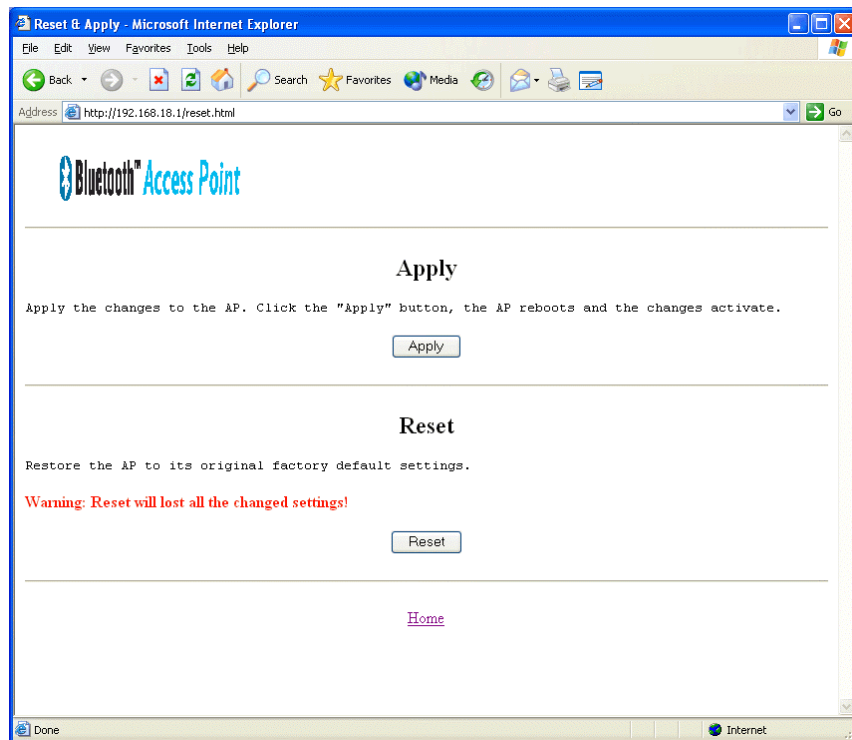 Reset & Apply - Microsoft Internet Explorer
File Edit View Favorites Tools Help
Back Search Favorites Media
Address http://192.168.18.1/reset.html Go
Bluetooth™ Access Point
Apply
Apply the changes to the AP. Click the "Apply" button, the AP reboots and the changes activate.
Apply
Reset
Restore the AP to its original factory default settings.
Warning: Reset will lost all the changed settings!
Reset
Home
Done Internet